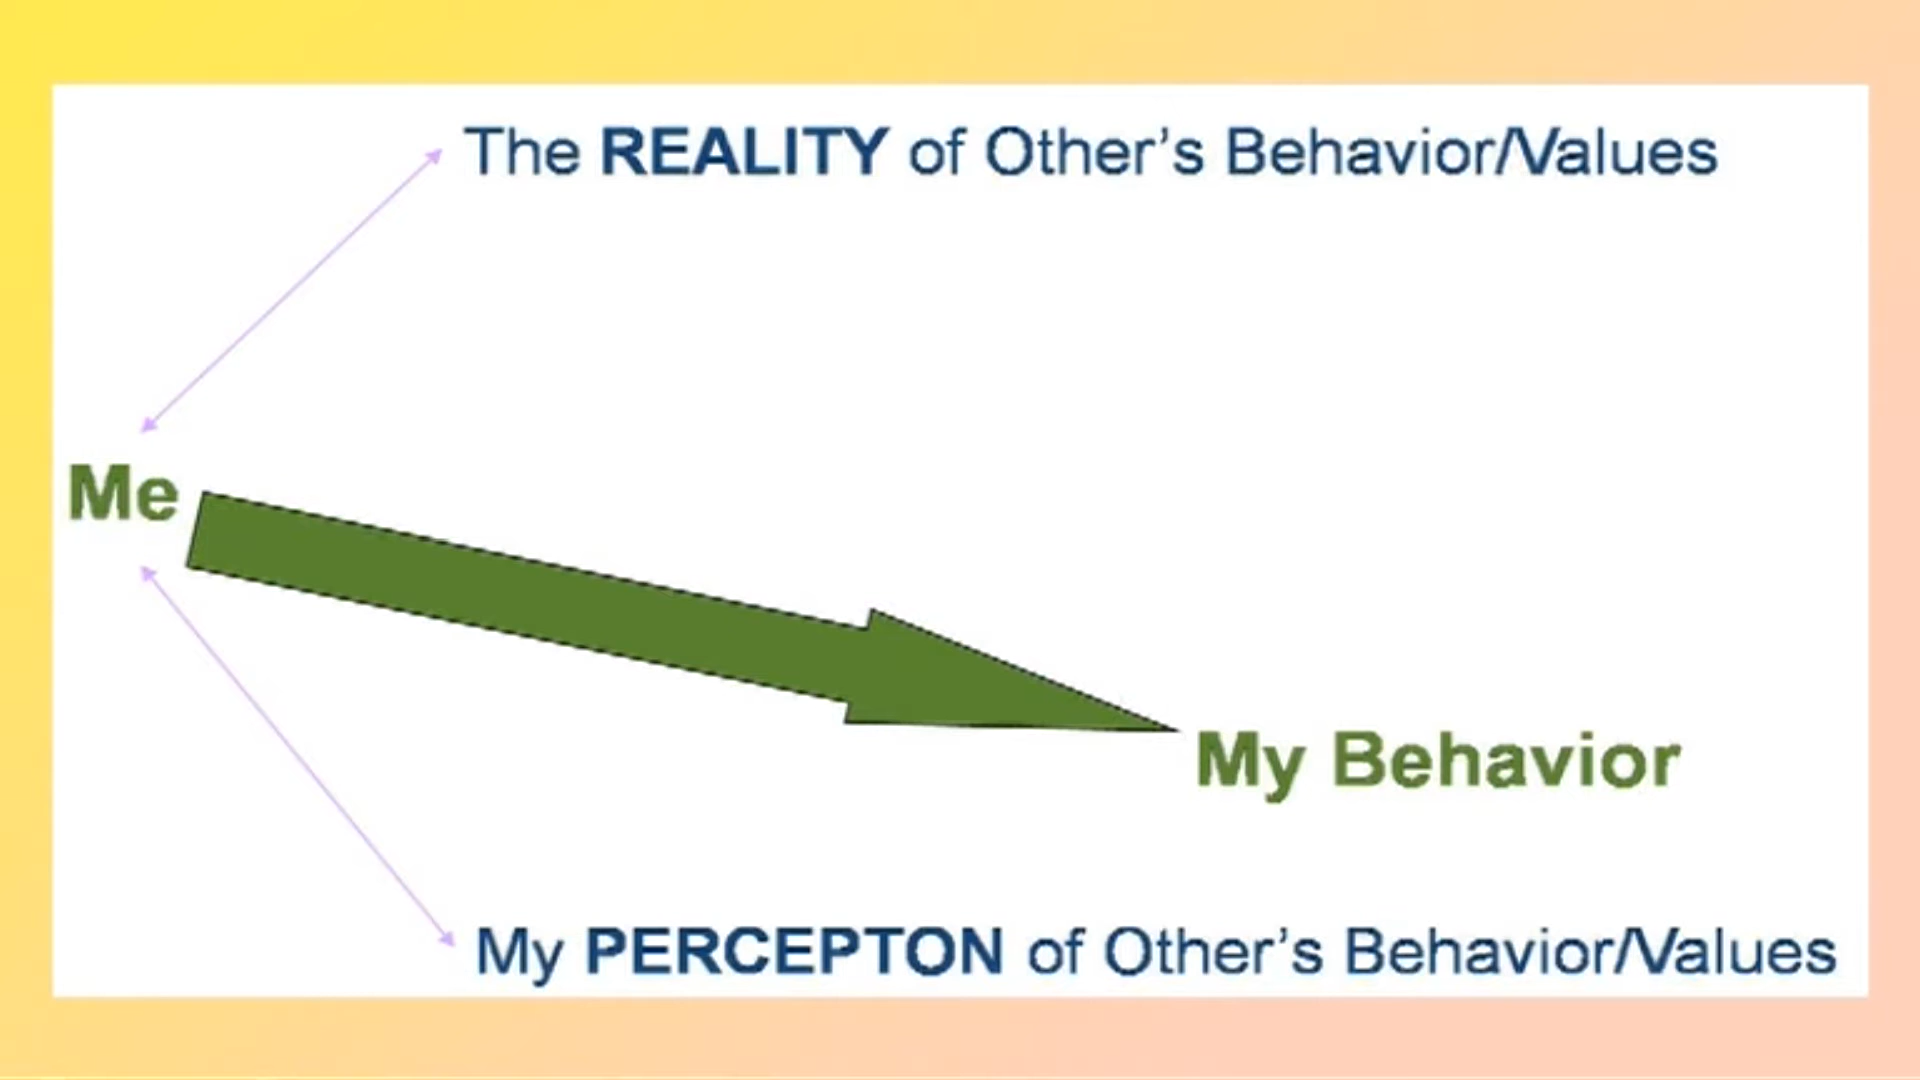 The REALITY of Other's Behavior/Values
Me
My Behavior
My PERCEPTON of Other's Behavior/Values